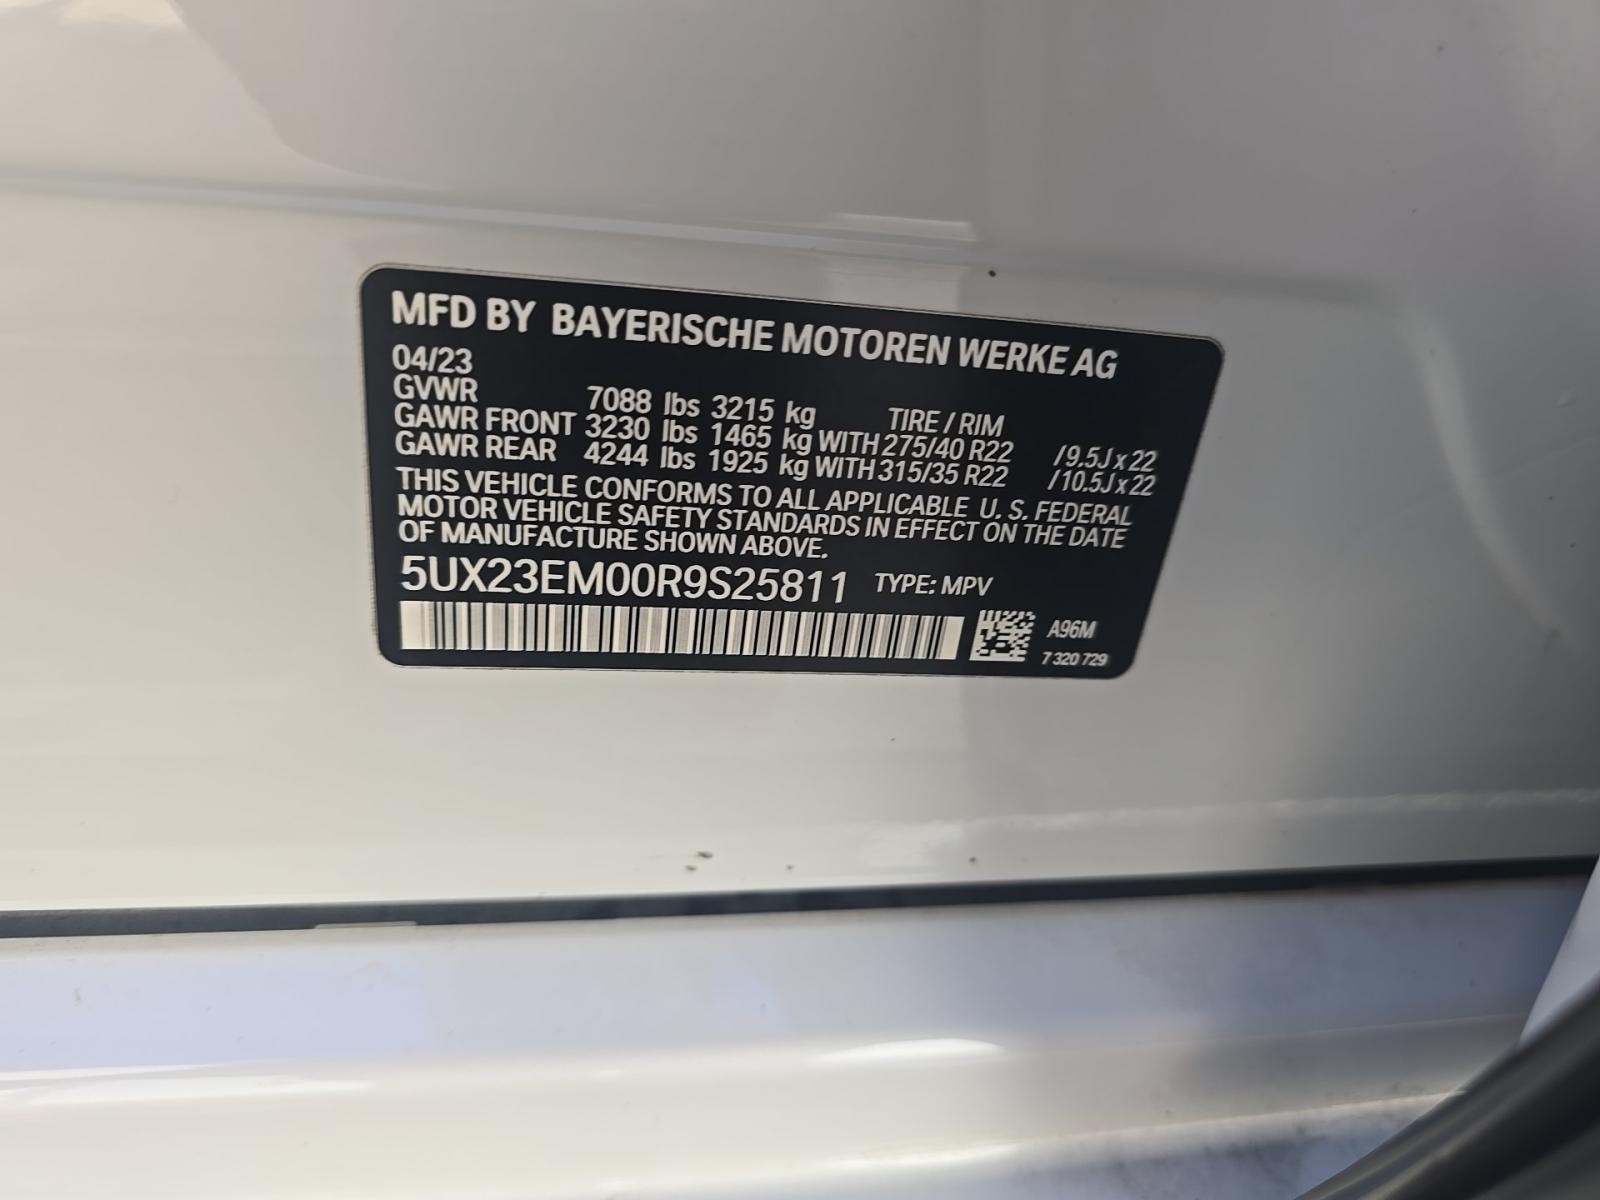 MFD BY BAYERISCHE MOTOREN WERKE AG
04/23
GVWR 7088 lbs 3215 kg TIRE / RIM
GAWR FRONT 3230 lbs 1465 kg WITH 275/40 R22 /9.5J x 22
GAWR REAR 4244 lbs 1925 kg WITH 315/35 R22 /10.5J x 22
THIS VEHICLE CONFORMS TO ALL APPLICABLE U. S. FEDERAL
MOTOR VEHICLE SAFETY STANDARDS IN EFFECT ON THE DATE
OF MANUFACTURE SHOWN ABOVE.
5UX23EM00R9S25811 TYPE: MPV
A96M
7 320 729